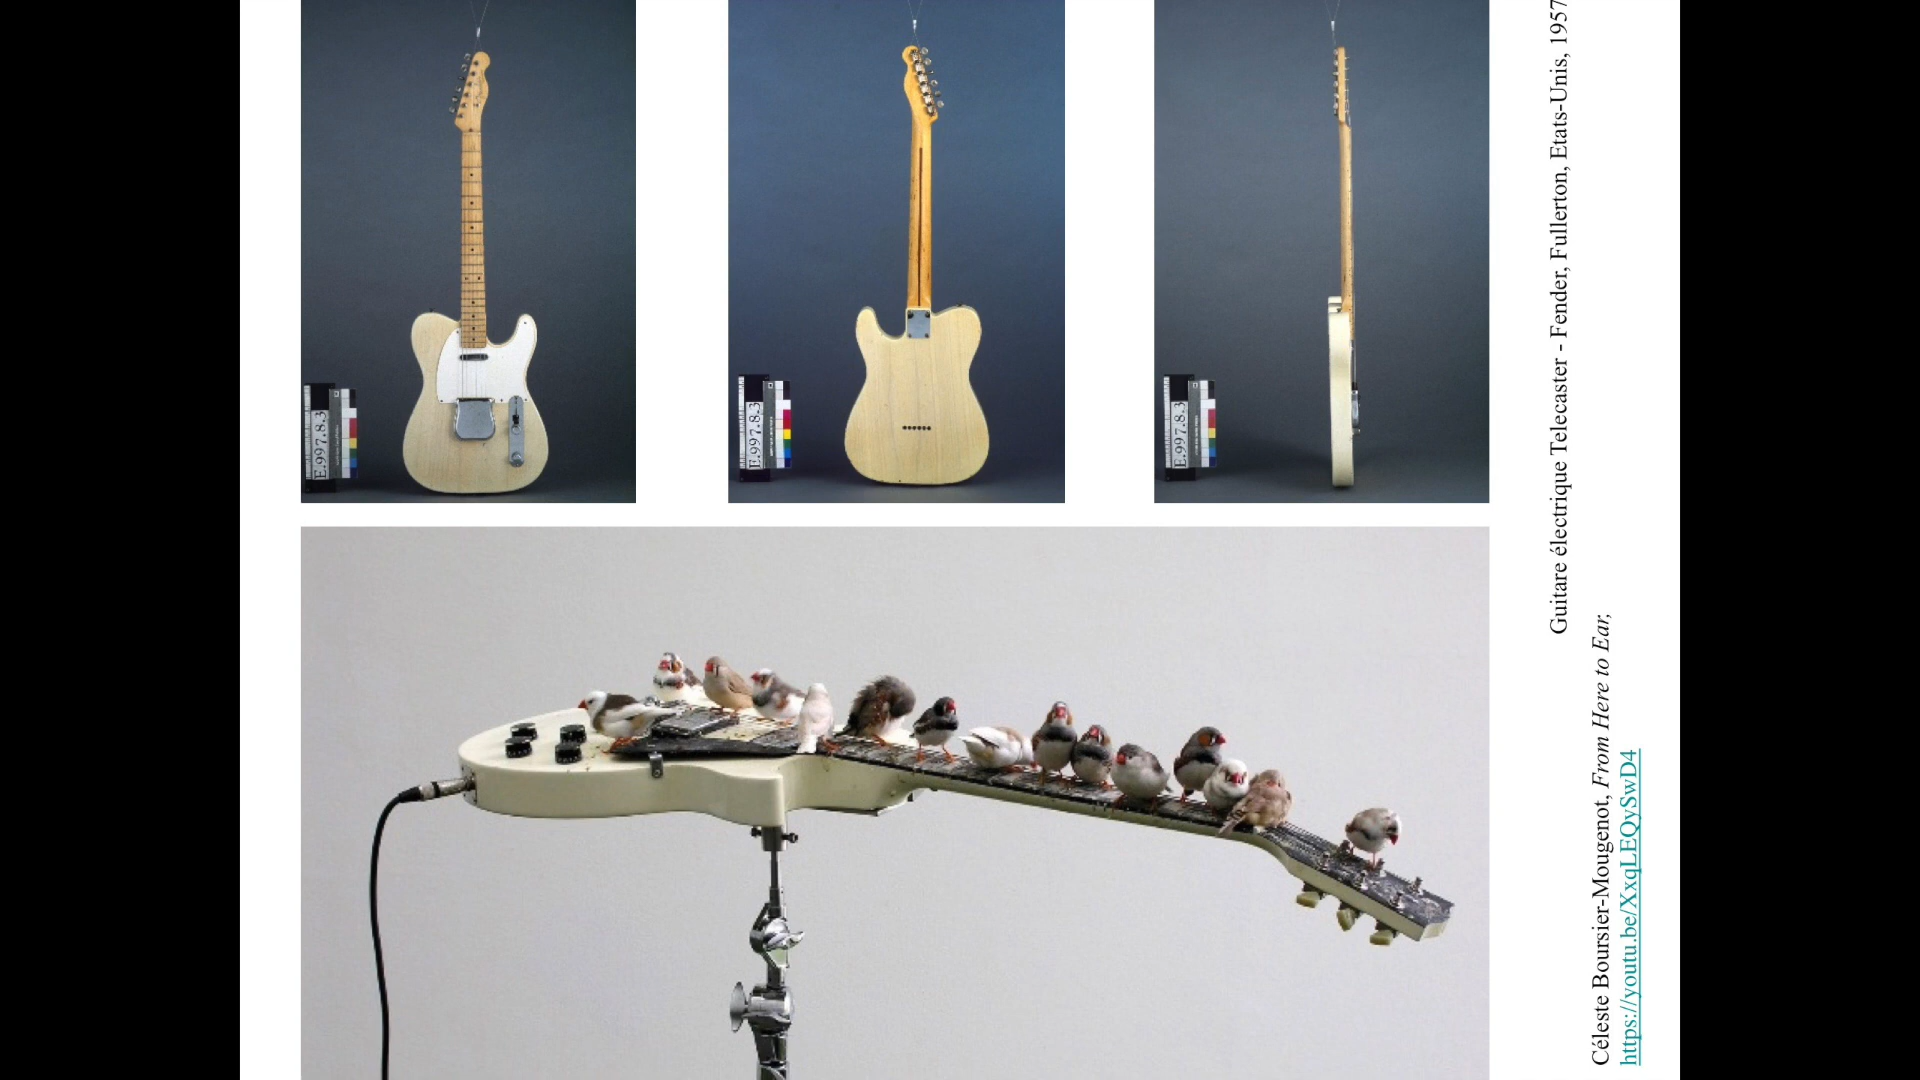 E.997.8.3
E.997.8.3
E.997.8.3
Guitare électrique Telecaster - Fender, Fullerton, Etats-Unis, 1957
Céleste Boursier-Mougenot, From Here to Ear,
https://youtu.be/XxqLEQySwD4